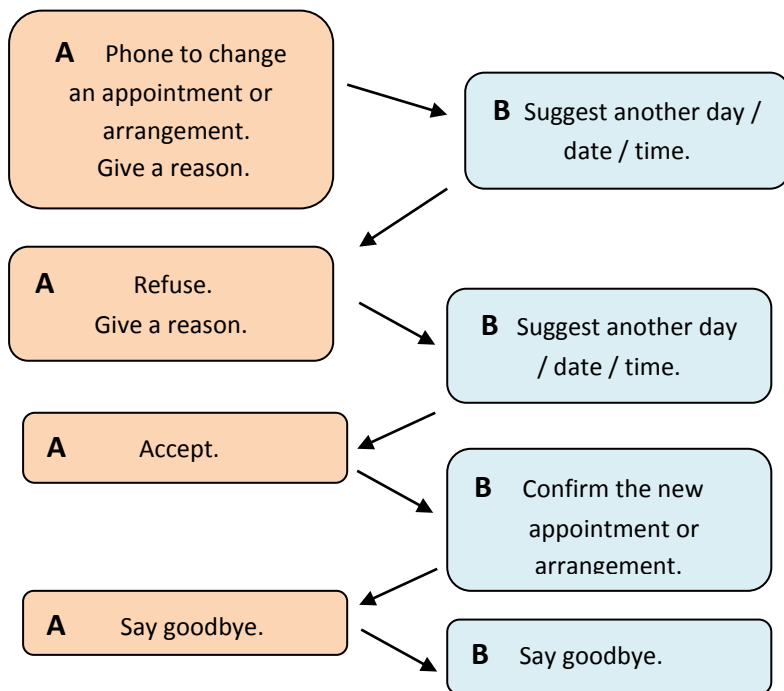 A Phone to change
an appointment or
arrangement.
Give a reason.
B Suggest another day /
date / time.
A Refuse.
Give a reason.
B Suggest another day
/ date / time.
A Accept.
B Confirm the new
appointment or
arrangement.
A Say goodbye.
B Say goodbye.